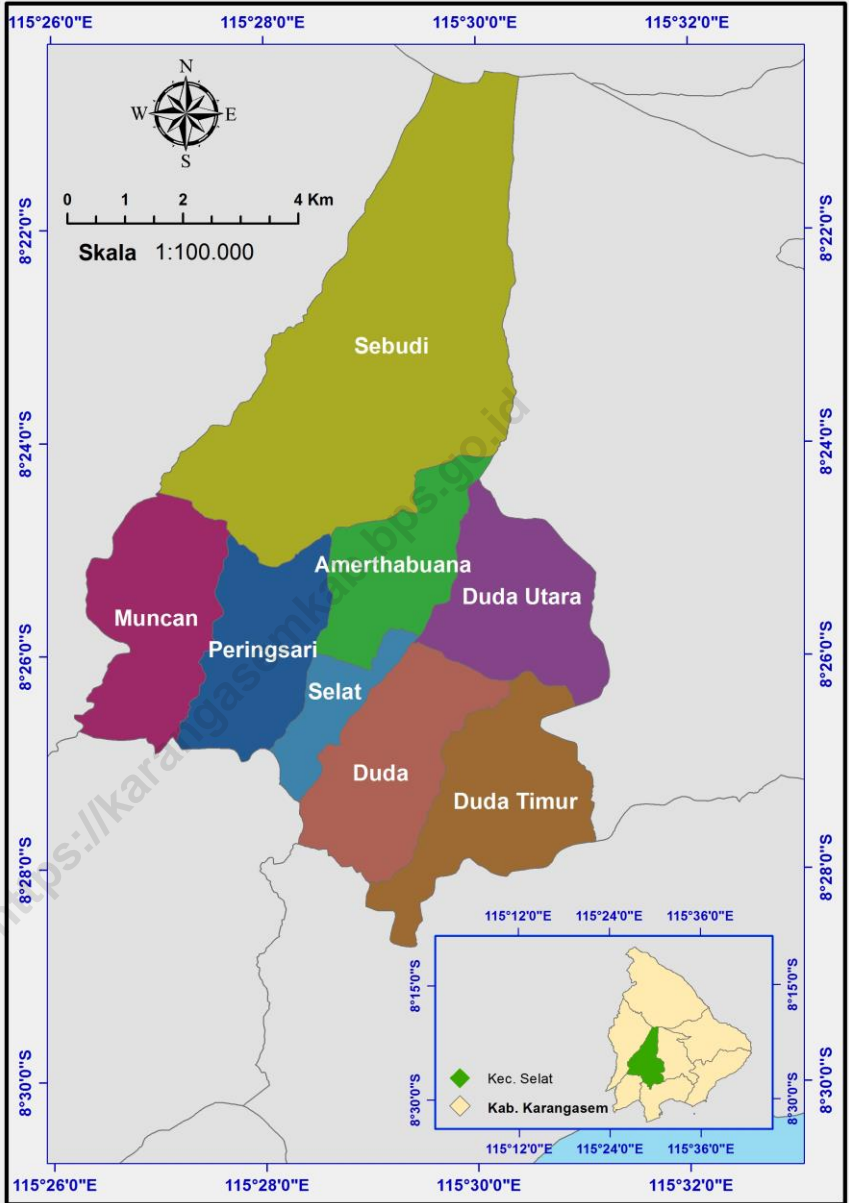 115°26'0"E 115°28'0"E 115°30'0"E 115°32'0"E
N
W E
S
0 1 2 4 Km
Skala 1:100.000
8°22'0"S 8°22'0"S
Sebudi
8°24'0"S 8°24'0"S
Amerthabuana
Duda Utara
Muncan
Peringsari
8°26'0"S 8°26'0"S
Selat
Duda
Duda Timur
8°28'0"S 8°28'0"S
https://karangasemkab.bps.go.id
115°12'0"E 115°24'0"E 115°36'0"E
8°15'0"S 8°15'0"S
Kec. Selat
Kab. Karangasem
8°30'0"S 8°30'0"S
115°12'0"E 115°24'0"E 115°36'0"E
8°30'0"S 8°30'0"S
115°26'0"E 115°28'0"E 115°30'0"E 115°32'0"E